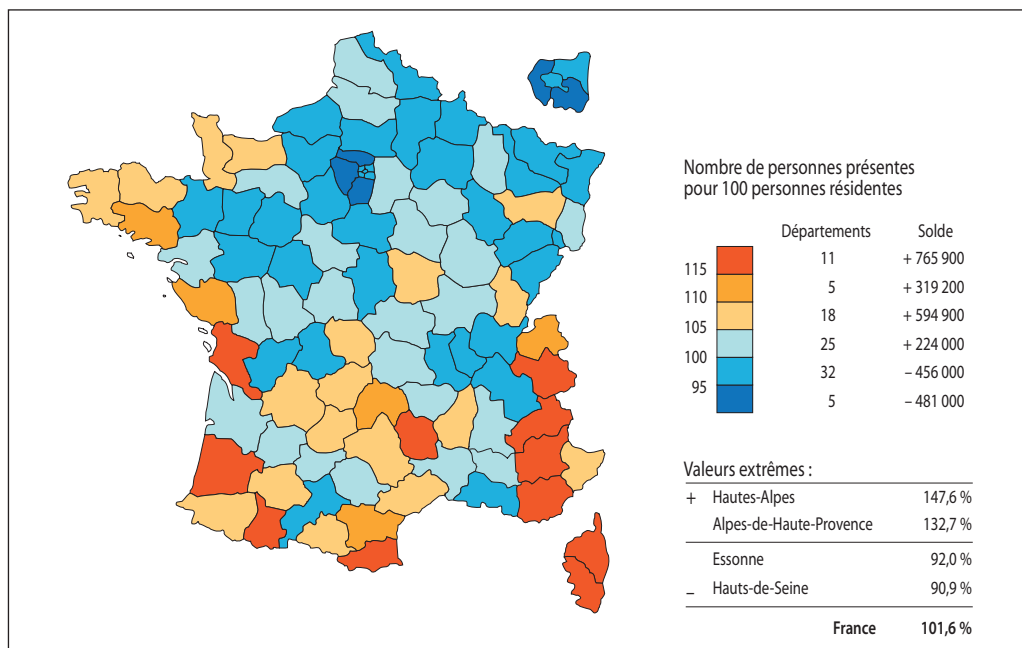 Nombre de personnes présentes
pour 100 personnes résidentes
Départements Solde
115 11 + 765 900
110 5 + 319 200
105 18 + 594 900
100 25 + 224 000
95 32 – 456 000
5 – 481 000
Valeurs extrêmes :
+ Hautes-Alpes 147,6 %
Alpes-de-Haute-Provence 132,7 %
Essonne 92,0 %
– Hauts-de-Seine 90,9 %
France 101,6 %